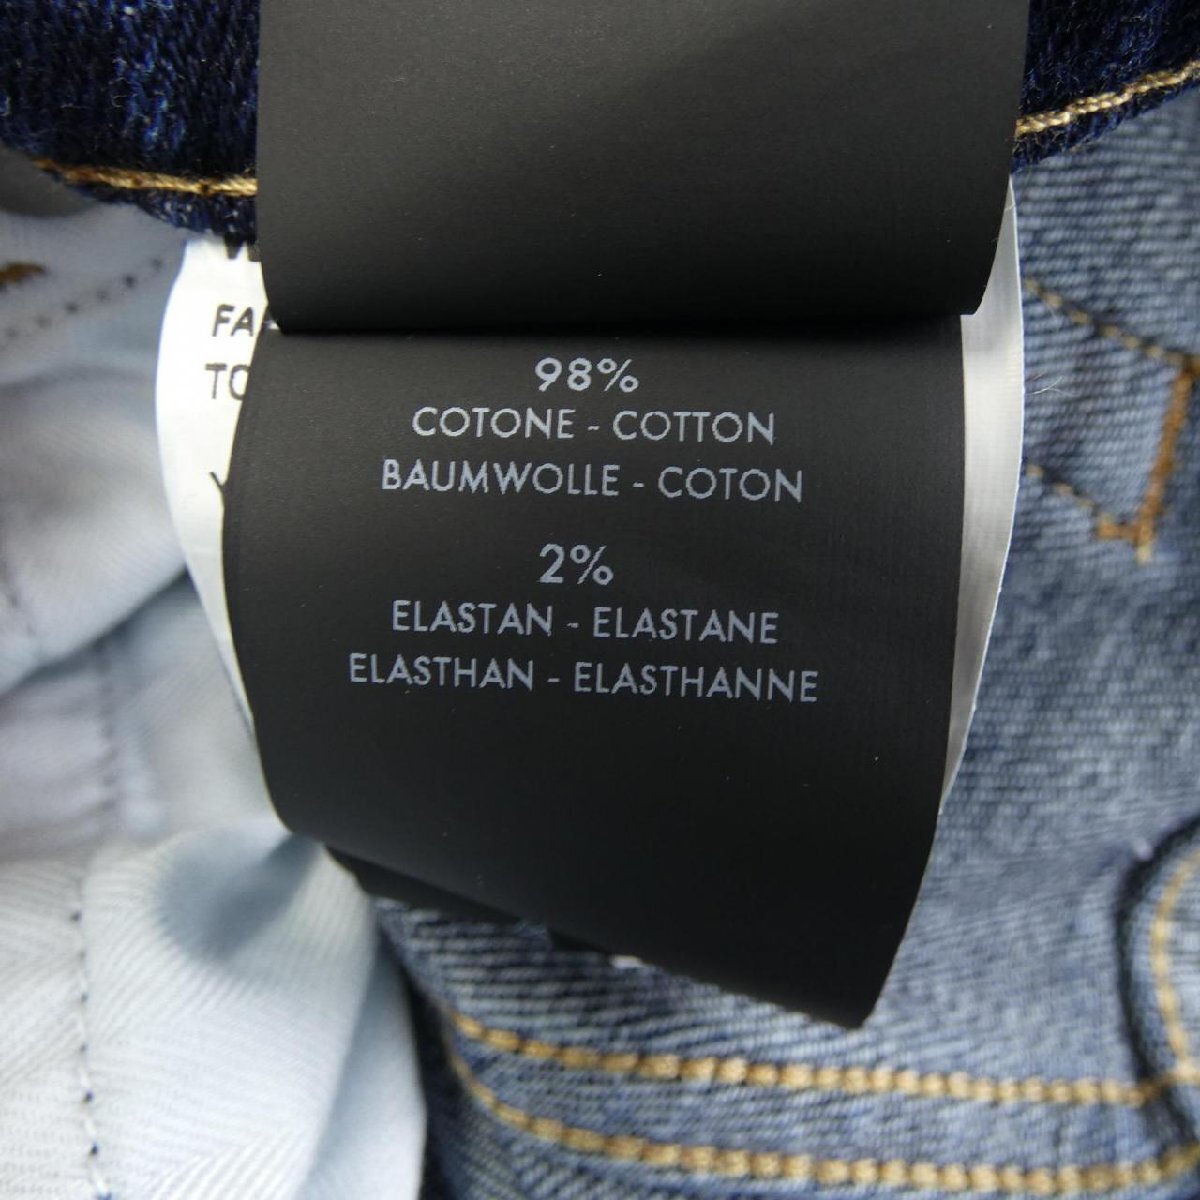 98%
COTONE - COTTON
BAUMWOLLE - COTON
2%
ELASTAN - ELASTANE
ELASTHAN - ELASTHANNE